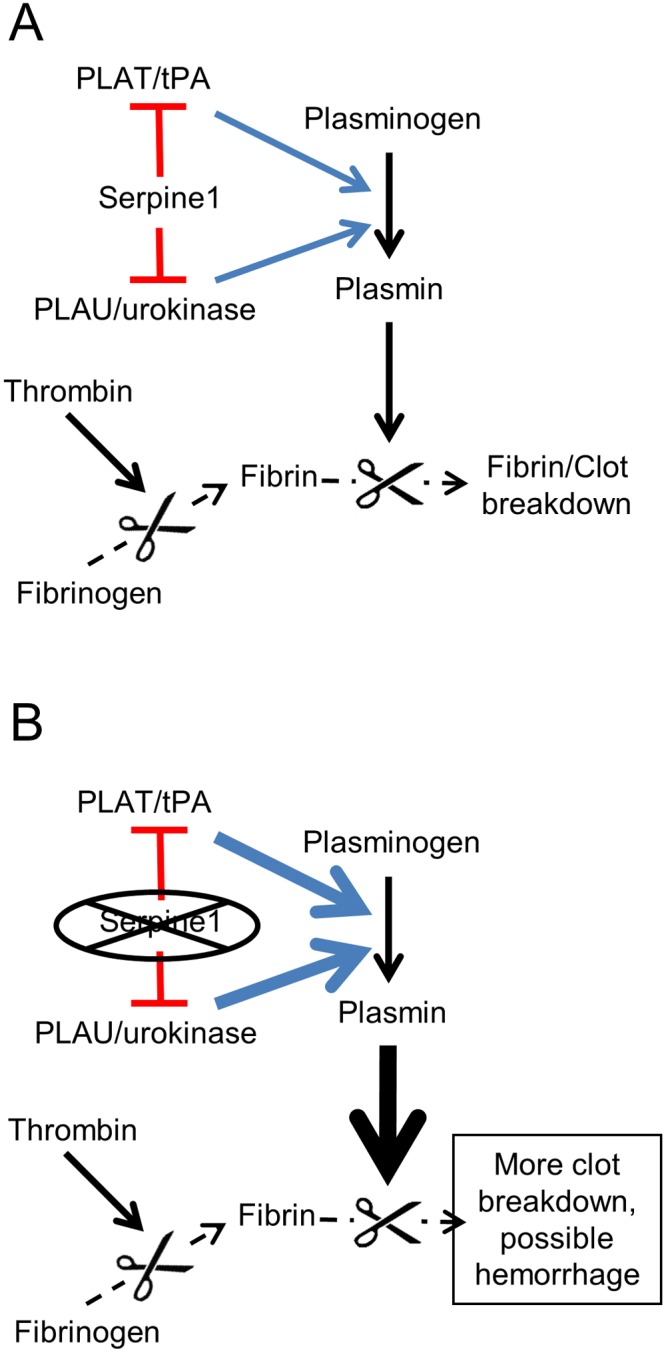 A
PLAT/tPA
Plasminogen
Serpine1
Plasmin
PLAU/urokinase
Thrombin
Fibrin
Fibrin/Clot
breakdown
Fibrinogen
B
PLAT/tPA
Plasminogen
Serpine1
Plasmin
PLAU/urokinase
Thrombin
Fibrin
More clot
breakdown,
possible
hemorrhage
Fibrinogen